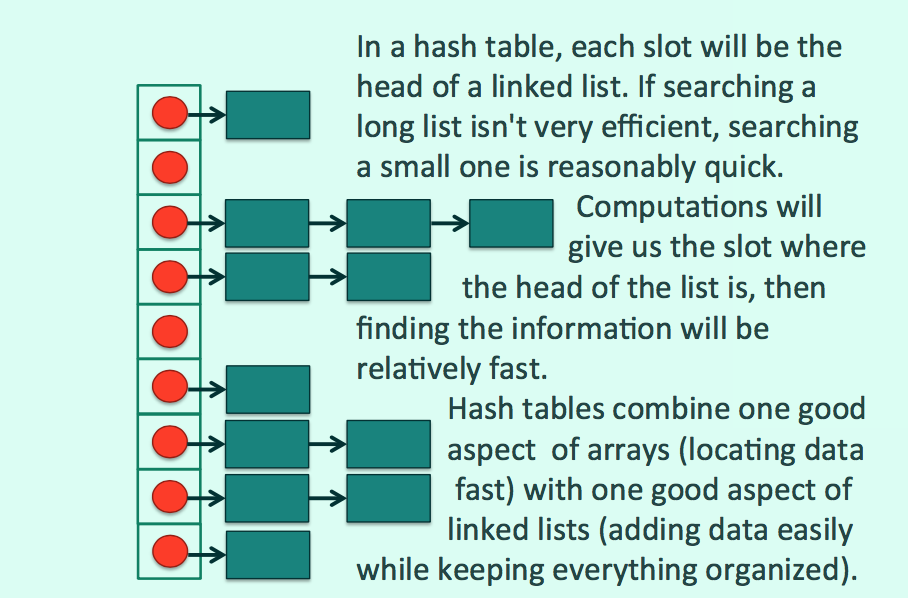 In a hash table, each slot will be the
head of a linked list. If searching a
long list isn't very efficient, searching
a small one is reasonably quick.
Computations will
give us the slot where
the head of the list is, then
finding the information will be
relatively fast.
Hash tables combine one good
aspect of arrays (locating data
fast) with one good aspect of
linked lists (adding data easily
while keeping everything organized).